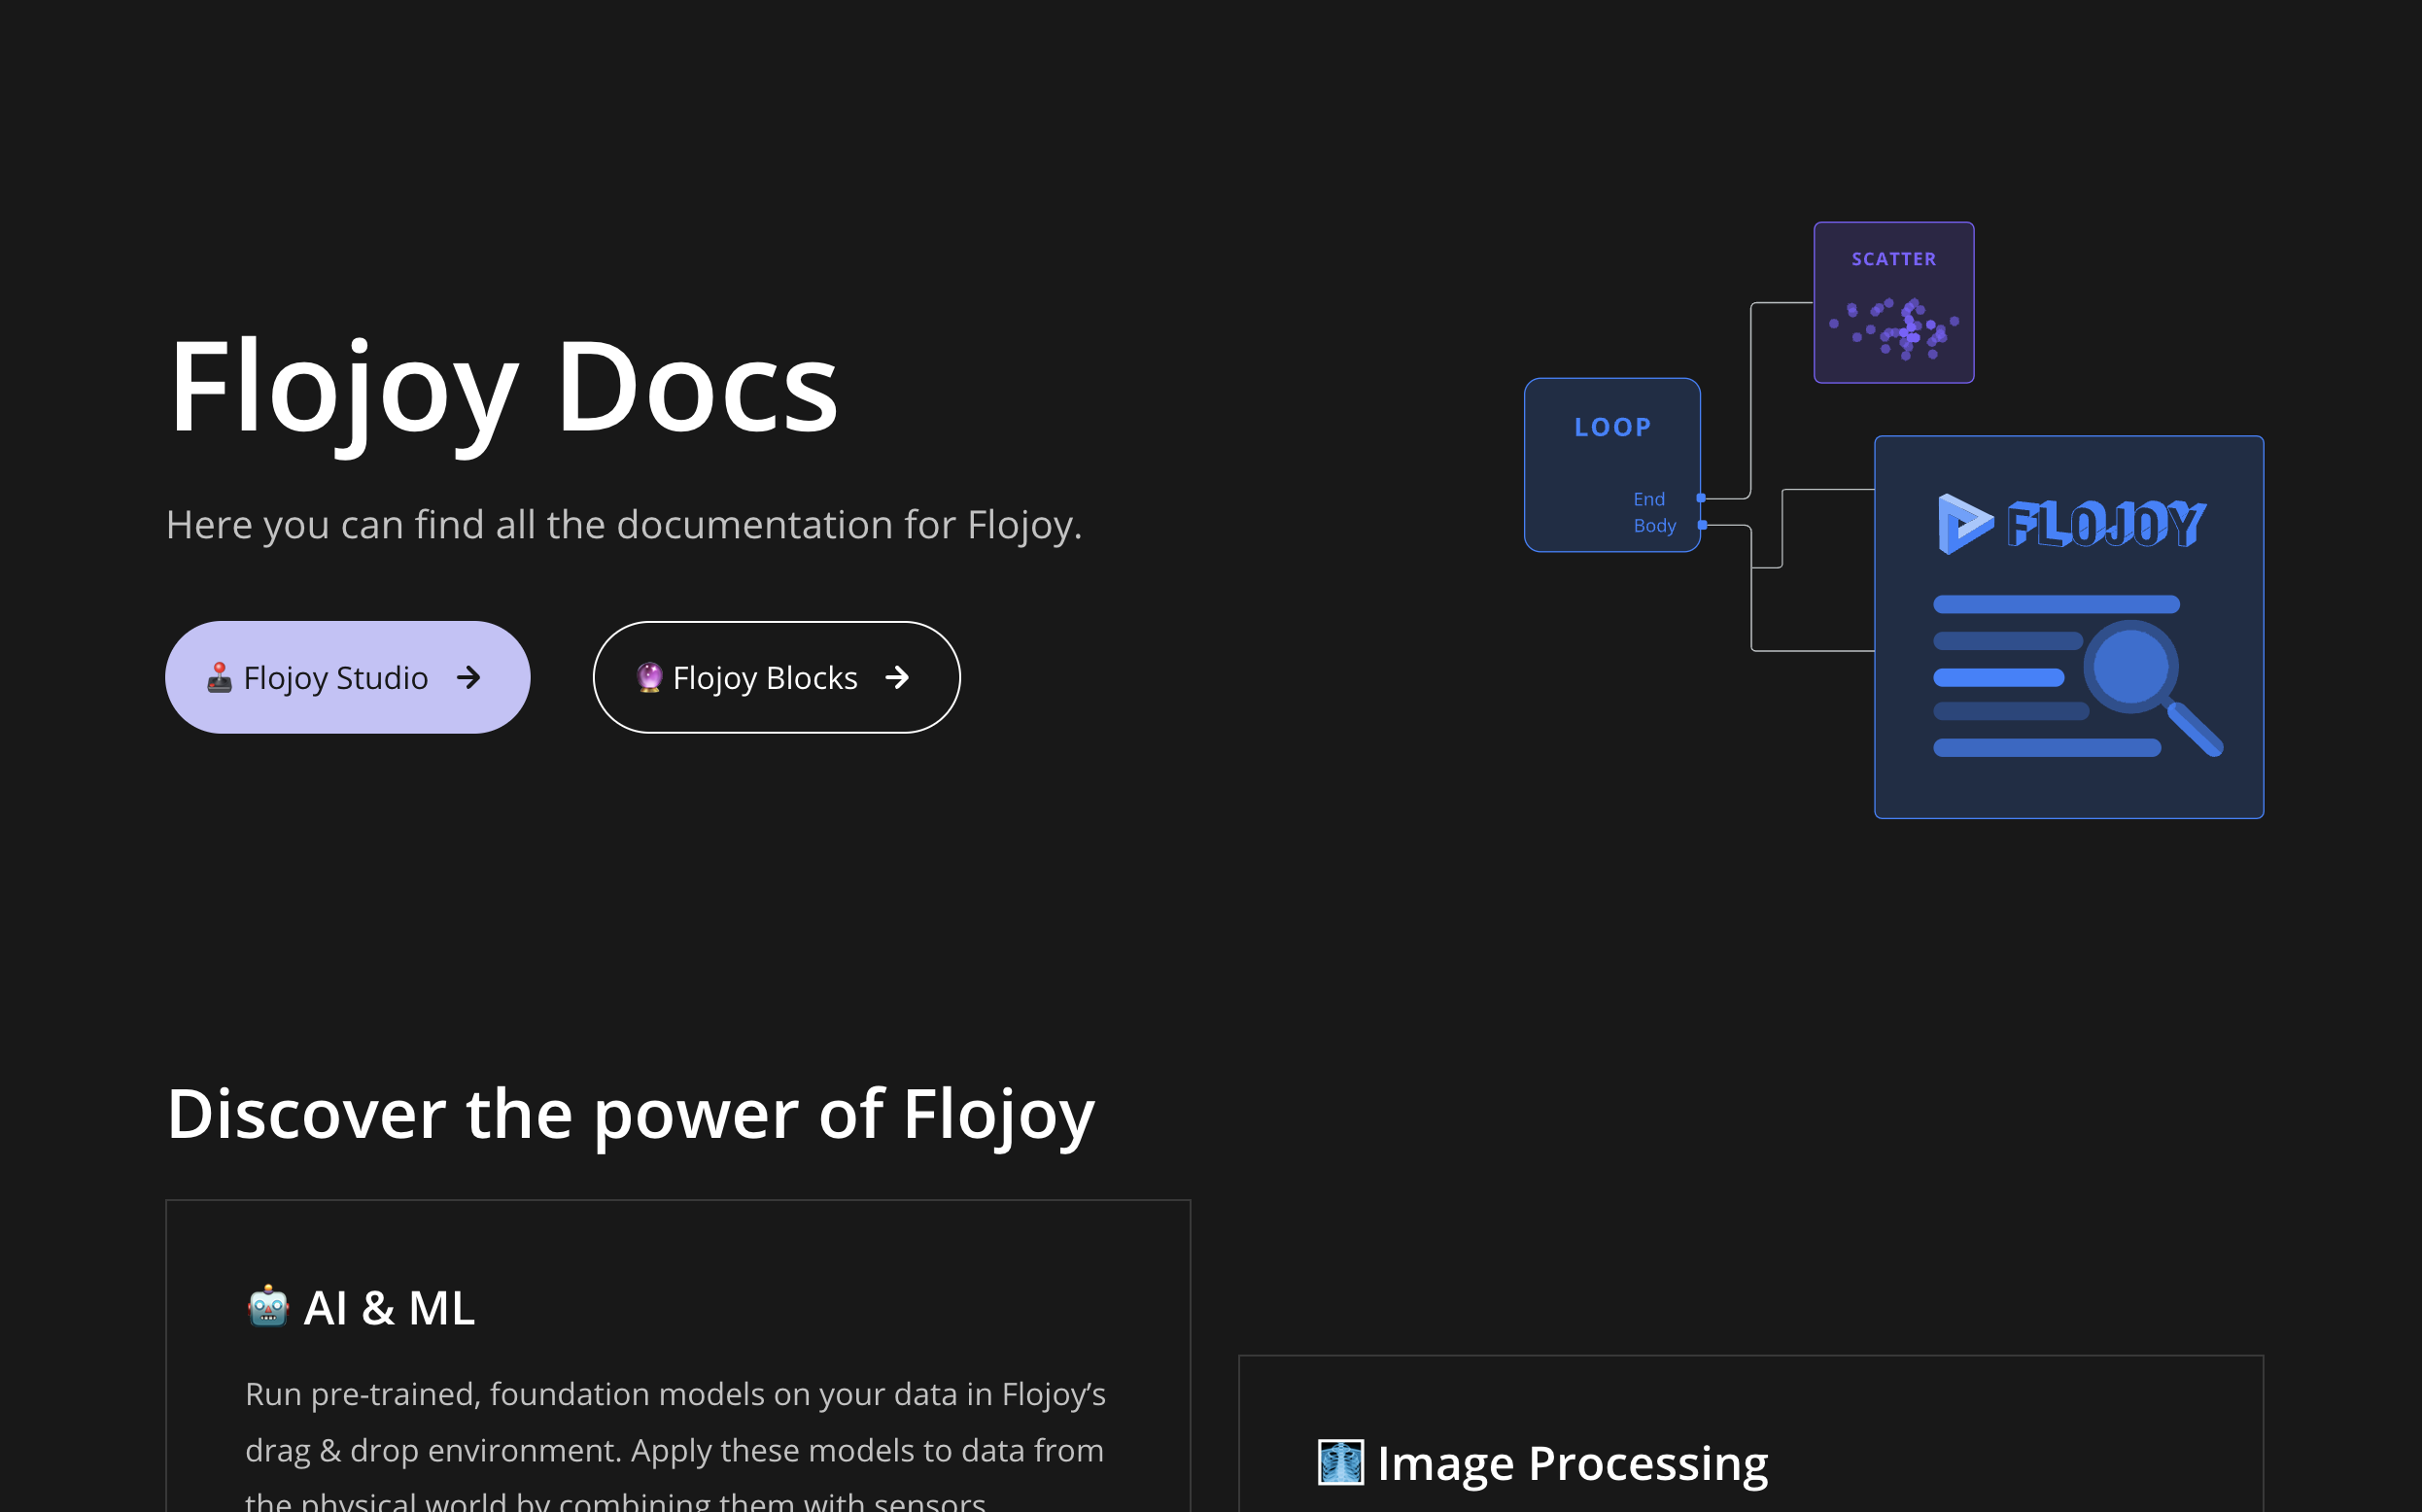 Flojoy Docs
Here you can find all the documentation for Flojoy.
Flojoy Studio
Flojoy Blocks
SCATTER
LOOP
End
Body
FLOJOY
Discover the power of Flojoy
AI & ML
Run pre-trained, foundation models on your data in Flojoy’s
drag & drop environment. Apply these models to data from
the physical world by combining them with sensors
Image Processing